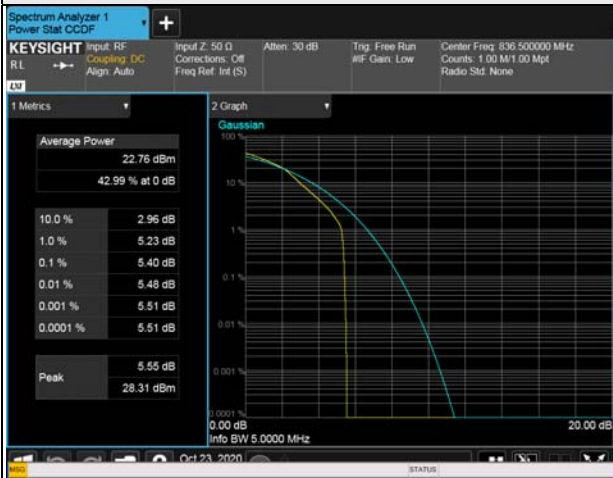 Spectrum Analyzer 1
Power Stat CCDF
+
KEYSIGHT
RL
LXI
Input: RF
Coupling: DC
Align: Auto
Input Z: 50 Ω
Corrections: Off
Freq Ref: Int (S)
Atten: 30 dB
Trig: Free Run
#IF Gain: Low
Center Freq: 836.500000 MHz
Counts: 1.00 M/1.00 Mpt
Radio Std: None
1 Metrics
Average Power
22.76 dBm
42.99 % at 0 dB
10.0 % 2.96 dB
1.0 % 5.23 dB
0.1 % 5.40 dB
0.01 % 5.48 dB
0.001 % 5.51 dB
0.0001 % 5.51 dB
Peak
5.55 dB
28.31 dBm
2 Graph
Gaussian
100 %
10 %
1 %
0.1 %
0.01 %
0.001 %
0.0001 %
0.00 dB 20.00 dB
Info BW 5.0000 MHz
Oct 23, 2020
MSG STATUS